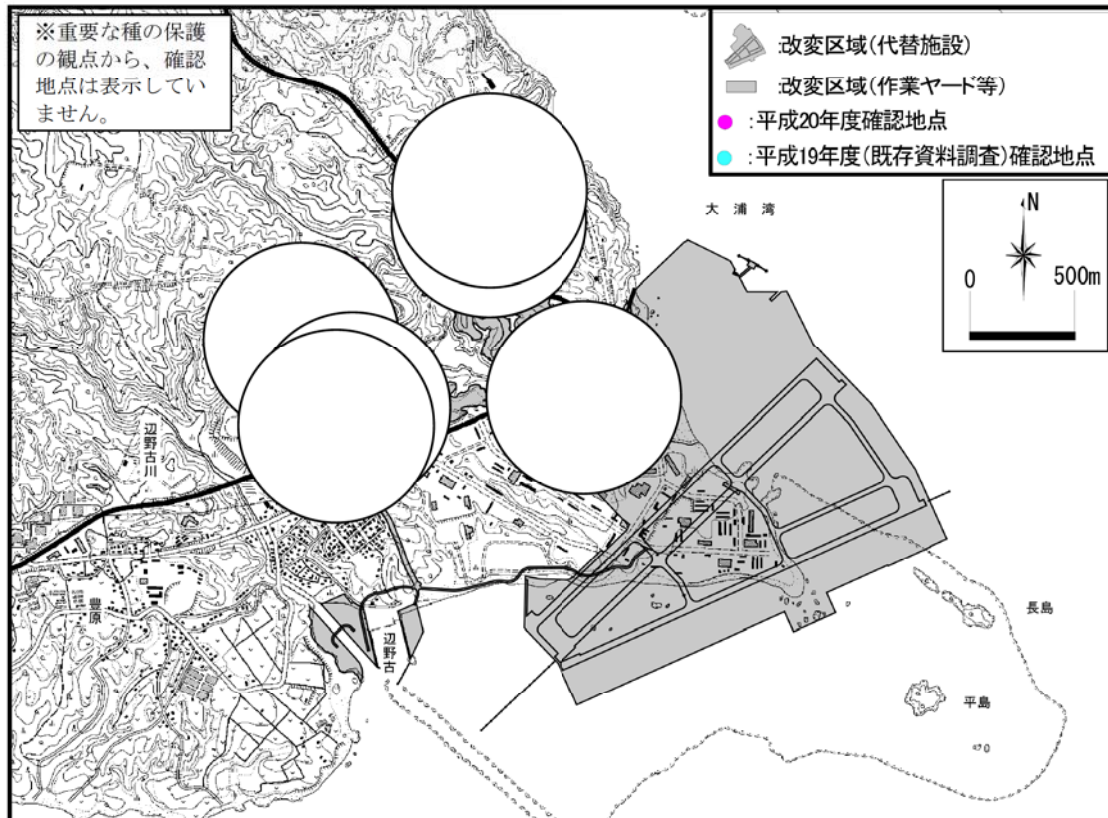 ※重要な種の保護
の観点から、確認
地点は表示してい
ません。
:改変区域(代替施設)
:改変区域(作業ヤード等)
:平成20年度確認地点
:平成19年度(既存資料調査)確認地点
大浦湾
N
0 500m
辺野古川
豊原
辺野古
長島
平島